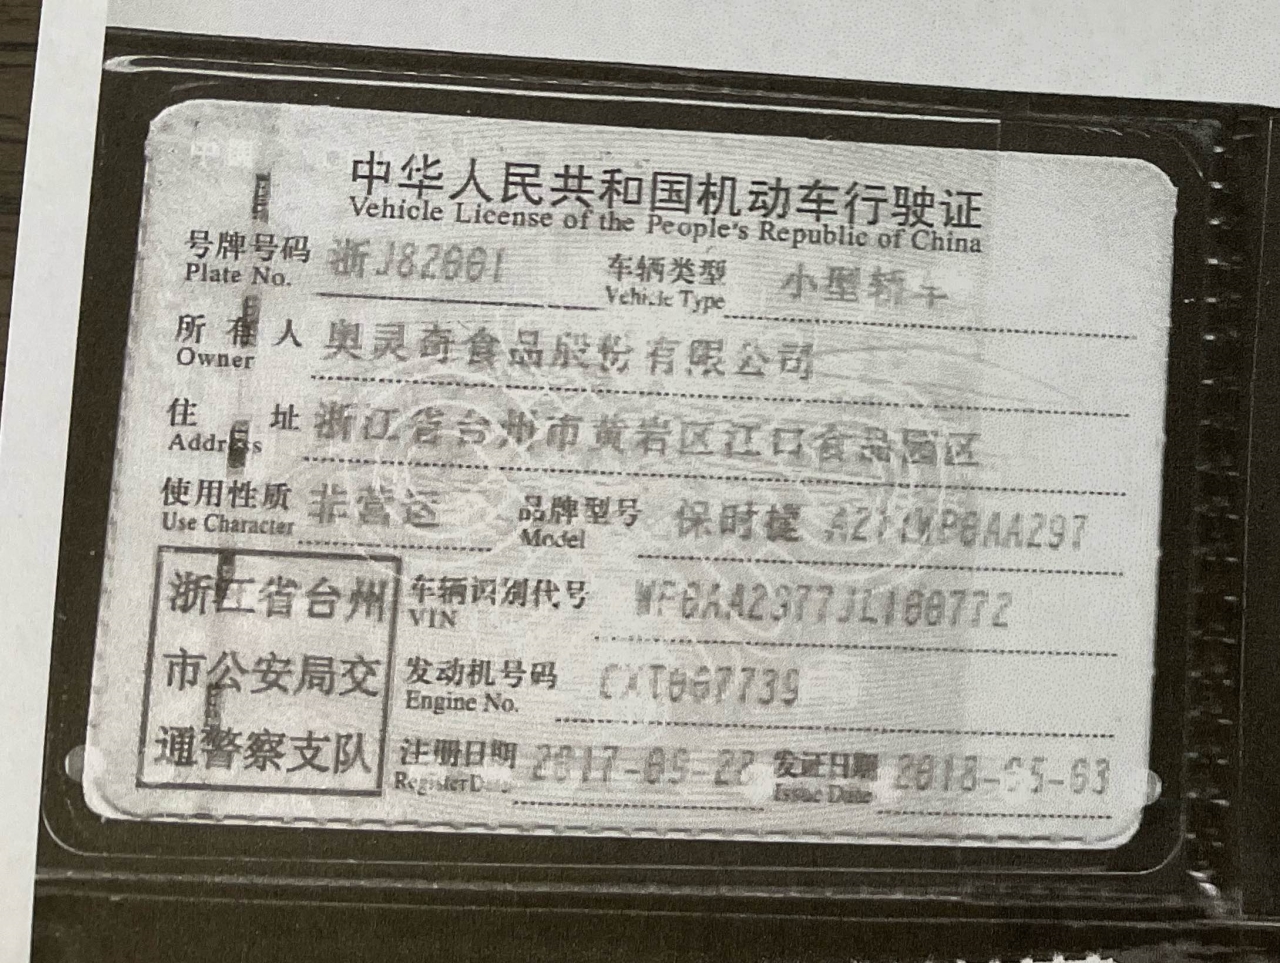 中华人民共和国机动车行驶证
Vehicle License of the People's Republic of China
号牌号码 浙J82001 车辆类型 小型轿车
Plate No. Vehicle Type
所有人 奥灵奇食品股份有限公司
Owner
住址 浙江省台州市黄岩区江口食品园区
Address
使用性质 非营运 品牌型号 保时捷
Use Character Model
浙江省台州 车辆识别代号
VIN
市公安局交 发动机号码 CXT007739
Engine No.
通警察支队 注册日期 发证日期
Register Date Issue Date